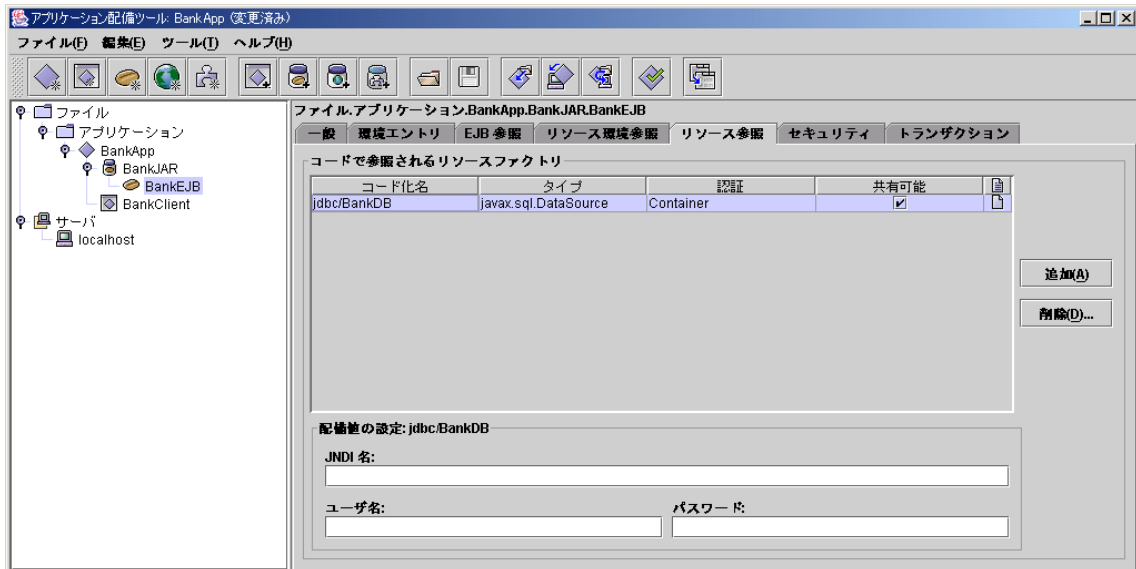 アプリケーション配備ツール: BankApp (変更済み)
ファイル(F) 編集(E) ツール(T) ヘルプ(H)
ファイル
アプリケーション
BankApp
BankJAR
BankEJB
BankClient
サーバ
localhost
ファイル.アプリケーション.BankApp.BankJAR.BankEJB
一般 環境エントリ EJB 参照 リソース環境参照 リソース参照 セキュリティ トランザクション
コードで参照されるリソースファクトリ
コード化名 タイプ 認証 共有可能
jdbc/BankDB javax.sql.DataSource Container
追加(A)
削除(D)...
配備値の設定: jdbc/BankDB
JNDI 名:
ユーザ名: パスワード: